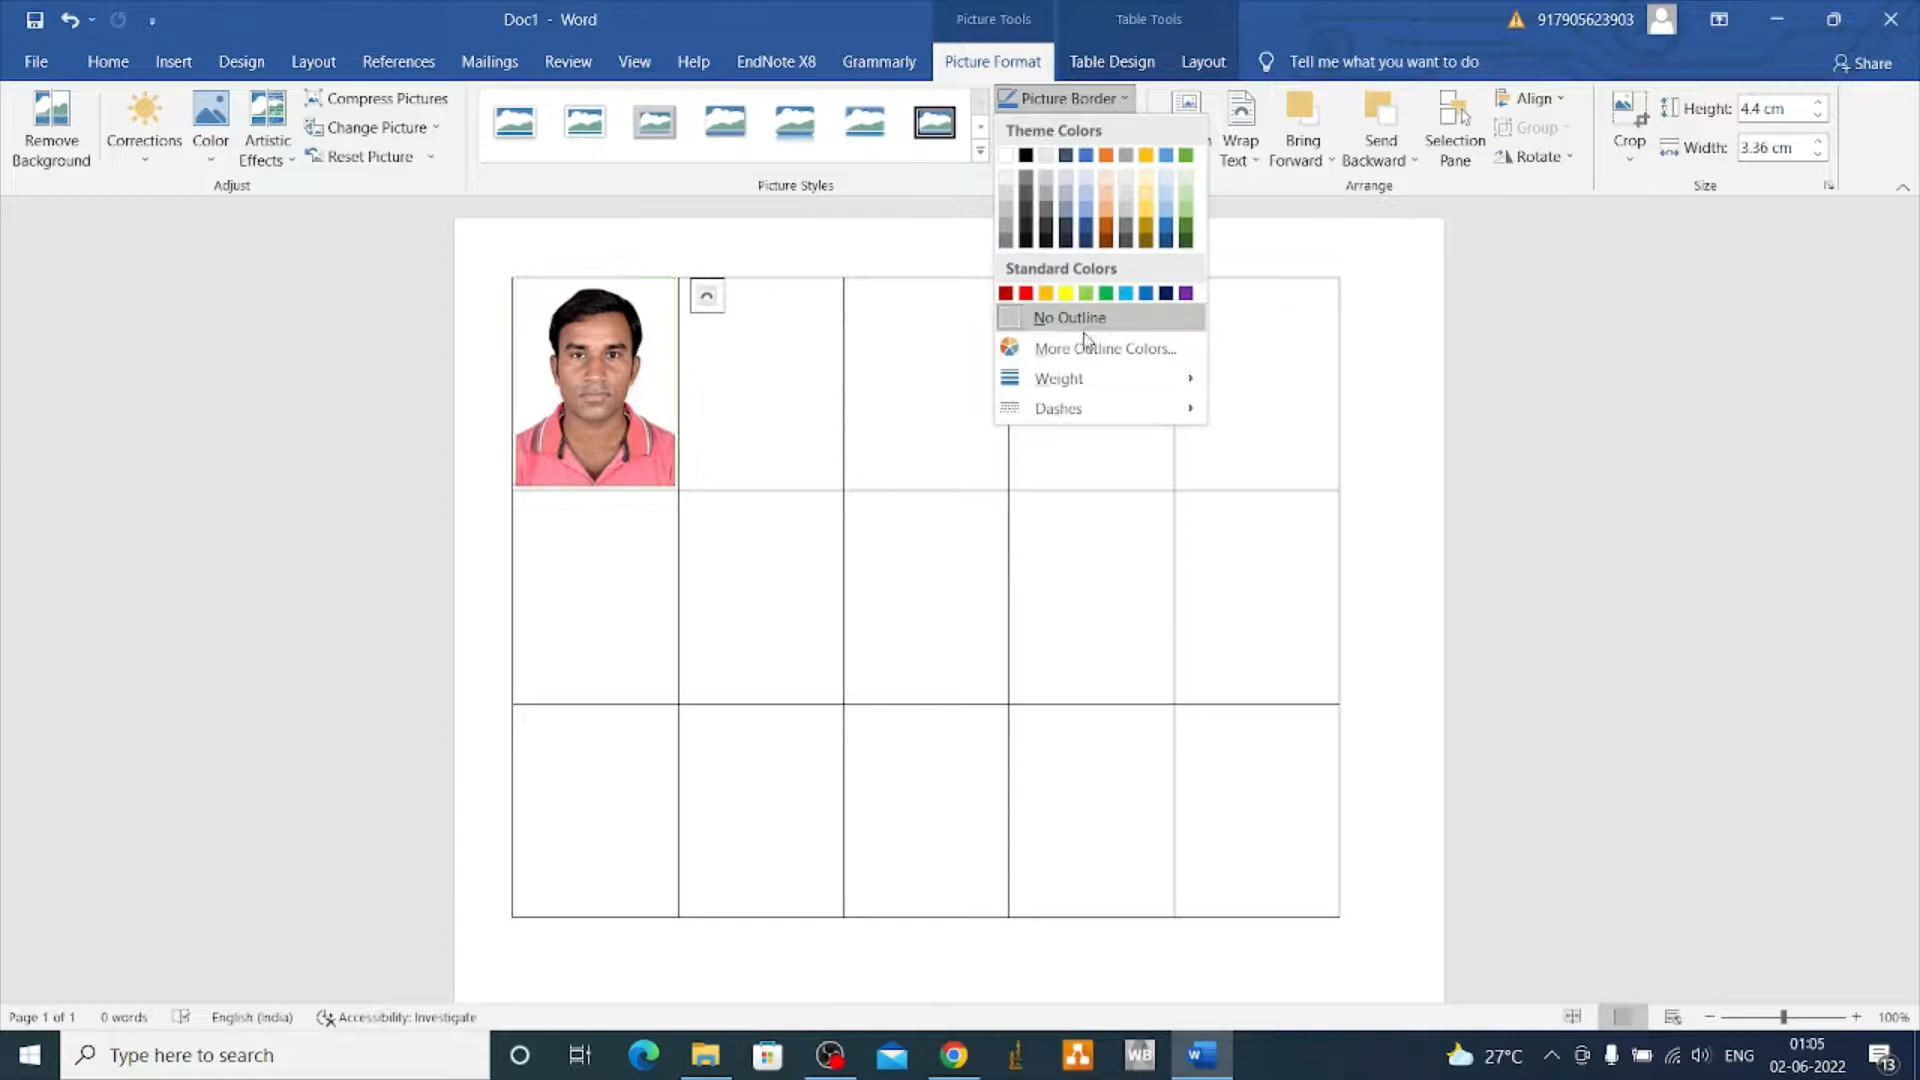 Doc1 - Word
Picture Tools
Table Tools
917905623903
File
Home
Insert
Design
Layout
References
Mailings
Review
View
Help
EndNote X8
Grammarly
Picture Format
Table Design
Layout
Tell me what you want to do
Share
Remove
Background
Corrections
Color
Artistic
Effects
Compress Pictures
Change Picture
Reset Picture
Adjust
Picture Styles
Picture Border
Theme Colors
Standard Colors
No Outline
More Outline Colors...
Weight
Dashes
Wrap
Text
Bring
Forward
Send
Backward
Selection
Pane
Align
Group
Rotate
Arrange
Crop
Height: 4.4 cm
Width: 3.36 cm
Size
Page 1 of 1
0 words
English (India)
Accessibility: Investigate
100%
Type here to search
WB
W
27°C
ENG
01:05
02-06-2022
13